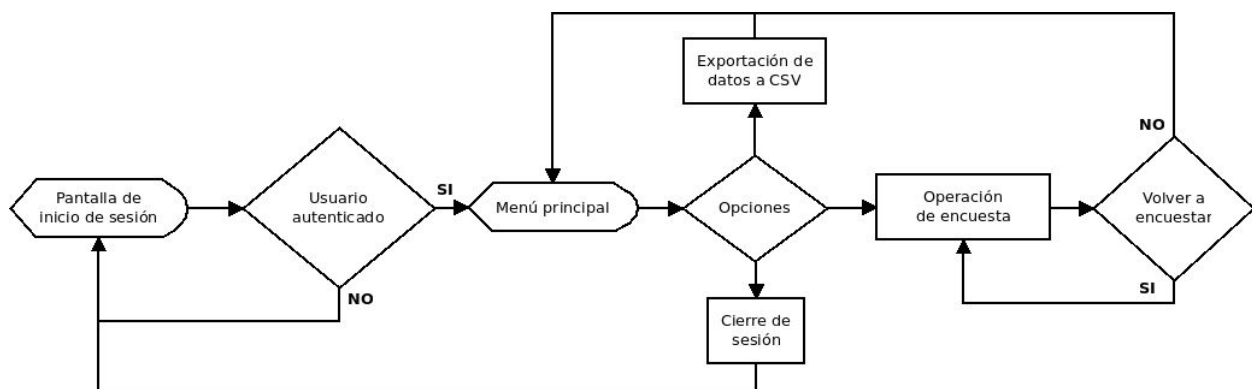 Pantalla de
inicio de sesión
Usuario
autenticado
SI
NO
Menú principal
Opciones
Exportación de
datos a CSV
Cierre de
sesión
Operación
de encuesta
Volver a
encuestar
NO
SI